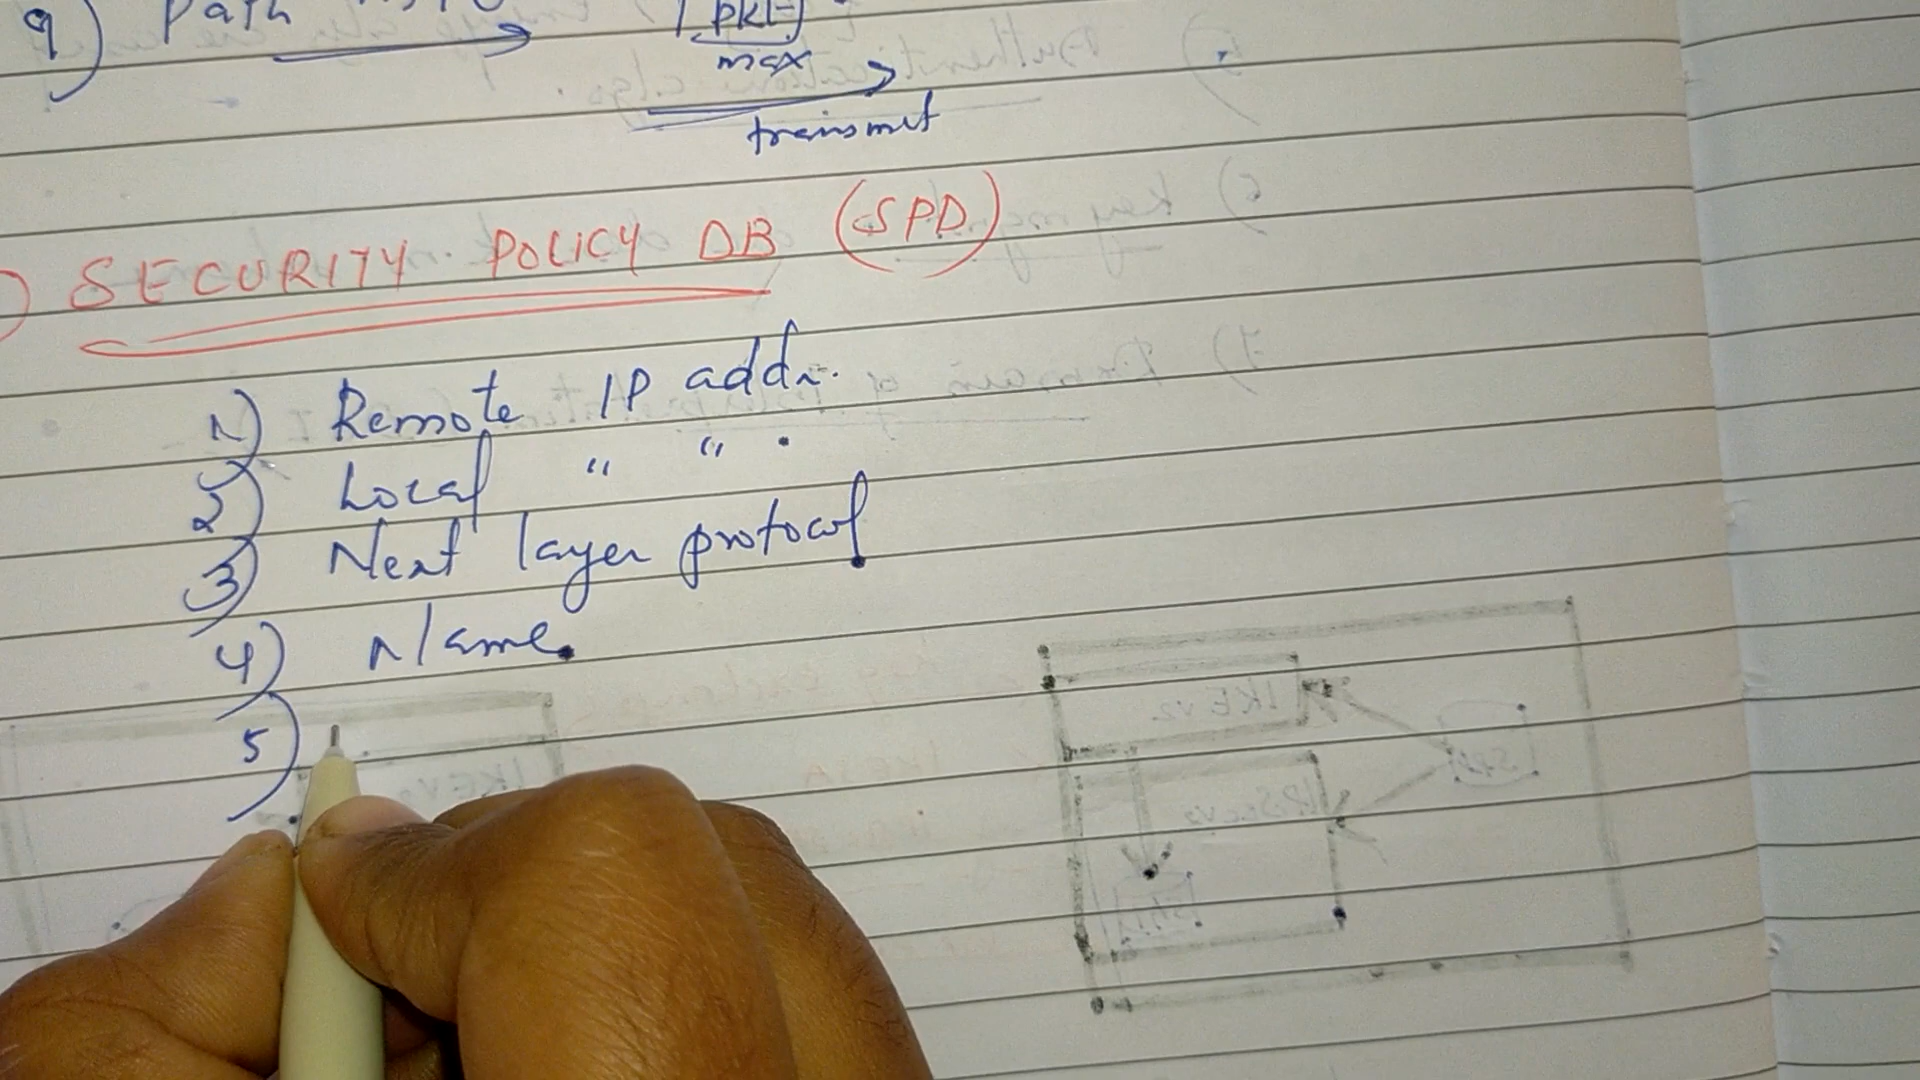 9) Path
pkt
max
transmit
) SECURITY POLICY DB (SPD)
1) Remote IP addr.
2) Local " " .
3) Next layer protocol
4) Name.
5)